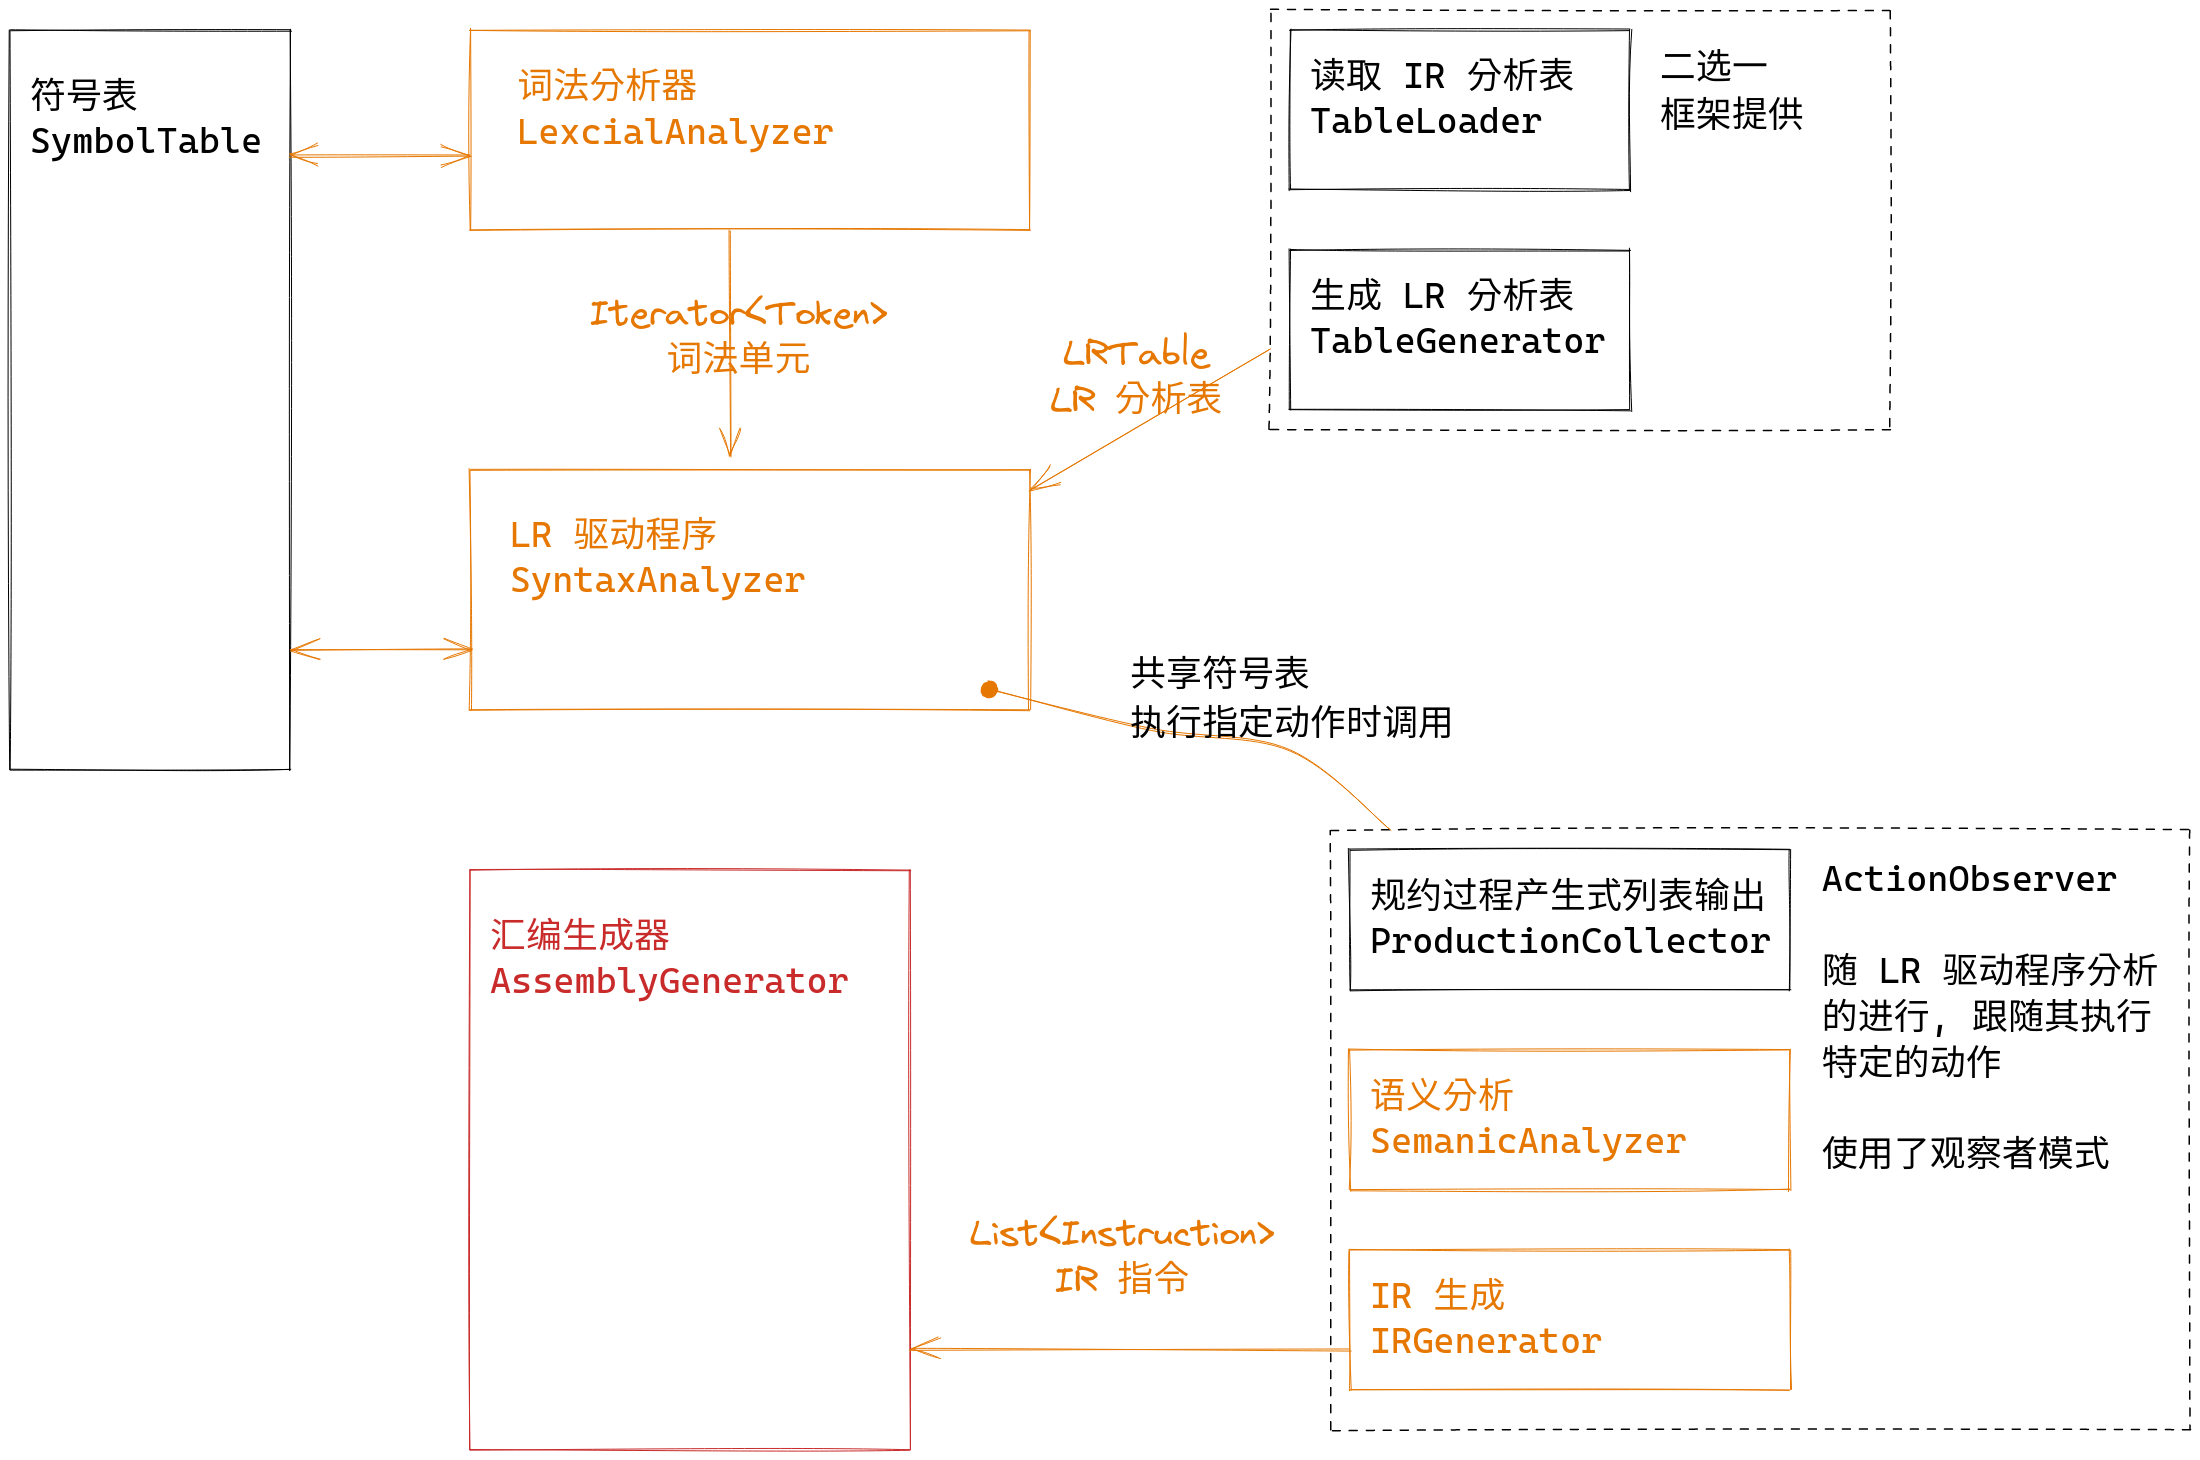 符号表
SymbolTable
词法分析器
LexcialAnalyzer
读取 IR 分析表
TableLoader
二选一
框架提供
生成 LR 分析表
TableGenerator
Iterator<Token>
词法单元
LRTable
LR 分析表
LR 驱动程序
SyntaxAnalyzer
共享符号表
执行指定动作时调用
规约过程产生式列表输出
ProductionCollector
ActionObserver
随 LR 驱动程序分析
的进行, 跟随其执行
特定的动作
使用了观察者模式
汇编生成器
AssemblyGenerator
语义分析
SemanicAnalyzer
List<Instruction>
IR 指令
IR 生成
IRGenerator